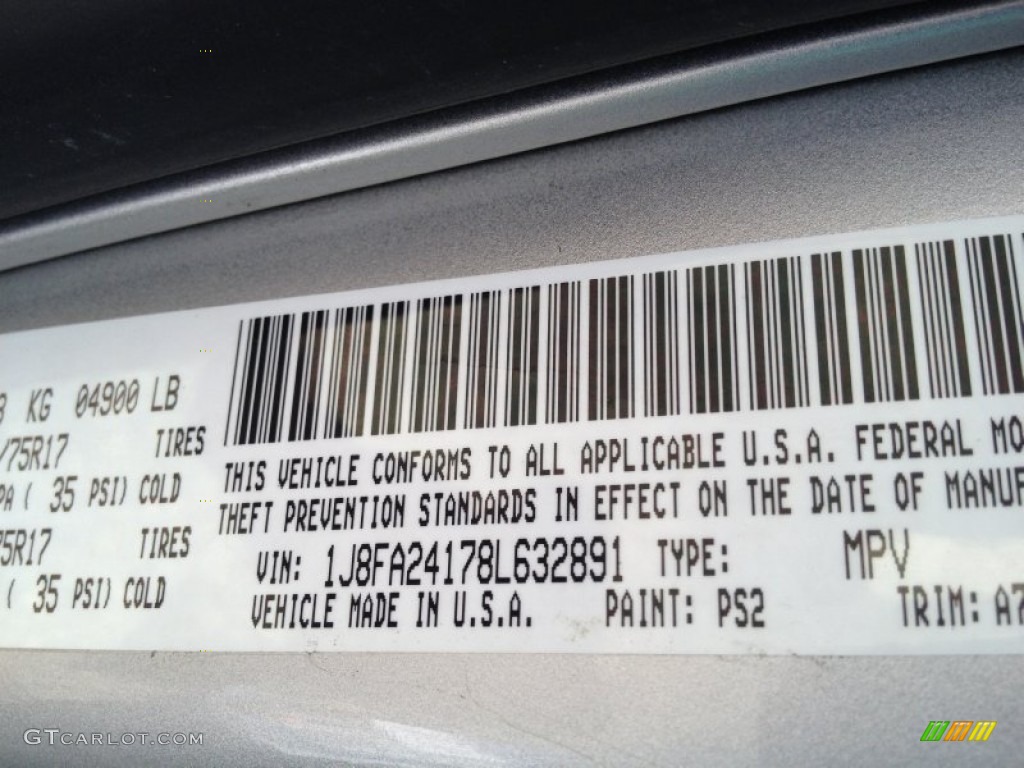 3 KG 04900 LB
/75R17 TIRES
PA ( 35 PSI) COLD
75R17 TIRES
( 35 PSI) COLD
THIS VEHICLE CONFORMS TO ALL APPLICABLE U.S.A. FEDERAL MO
THEFT PREVENTION STANDARDS IN EFFECT ON THE DATE OF MANUF
VIN: 1J8FA24178L632891 TYPE: MPV
VEHICLE MADE IN U.S.A. PAINT: PS2 TRIM: A7
GTCARLOT.COM